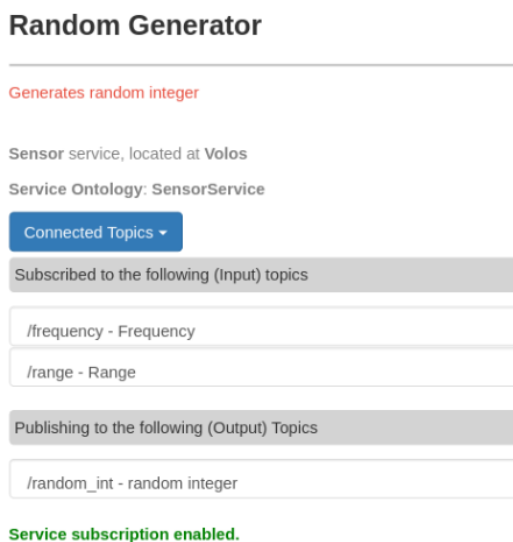 Random Generator
Generates random integer
Sensor service, located at Volos
Service Ontology: SensorService
Connected Topics
Subscribed to the following (Input) topics
/frequency - Frequency
/range - Range
Publishing to the following (Output) Topics
/random_int - random integer
Service subscription enabled.